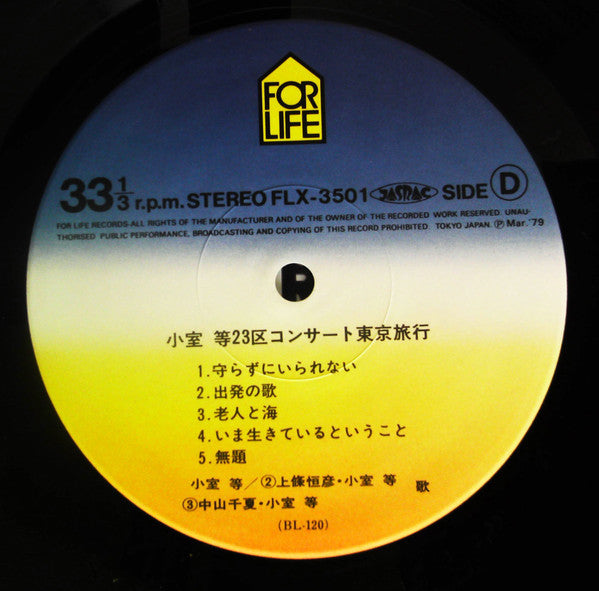 FOR
LIFE
33 1/3 r.p.m. STEREO FLX-3501 JASRAC SIDE D
FOR LIFE RECORDS-ALL RIGHTS OF THE MANUFACTURER AND OF THE OWNER OF THE RECORDED WORK RESERVED. UNAU-
THORISED PUBLIC PERFORMANCE, BROADCASTING AND COPYING OF THIS RECORD PROHIBITED. TOKYO JAPAN. Ⓟ Mar. '79
小室 等23区コンサート東京旅行
1.守らずにいられない
2.出発の歌
3.老人と海
4.いま生きているということ
5.無題
小室 等/②上條恒彦・小室 等 歌
③中山千夏・小室 等
(BL-120)